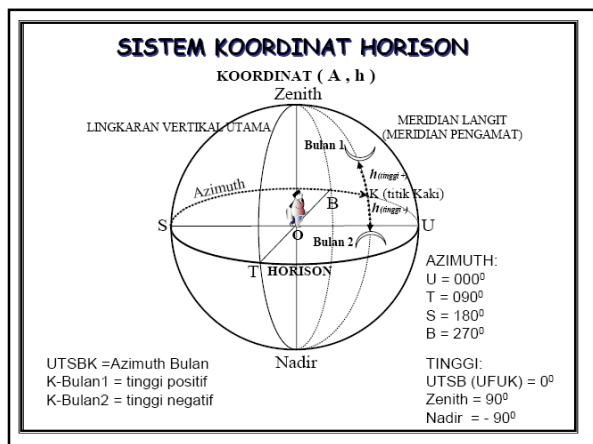 SISTEM KOORDINAT HORISON
KOORDINAT ( A , h )
Zenith
LINGKARAN VERTIKAL UTAMA
MERIDIAN LANGIT
(MERIDIAN PENGAMAT)
Bulan 1
h (tinggi +)
Azimuth
B
K (titik Kaki)
h (tinggi -)
S
O
U
Bulan 2
T
HORISON
Nadir
AZIMUTH:
U = 000⁰
T = 090⁰
S = 180⁰
B = 270⁰
UTSBK =Azimuth Bulan
K-Bulan1 = tinggi positif
K-Bulan2 = tinggi negatif
TINGGI:
UTSB (UFUK) = 0⁰
Zenith = 90⁰
Nadir = - 90⁰